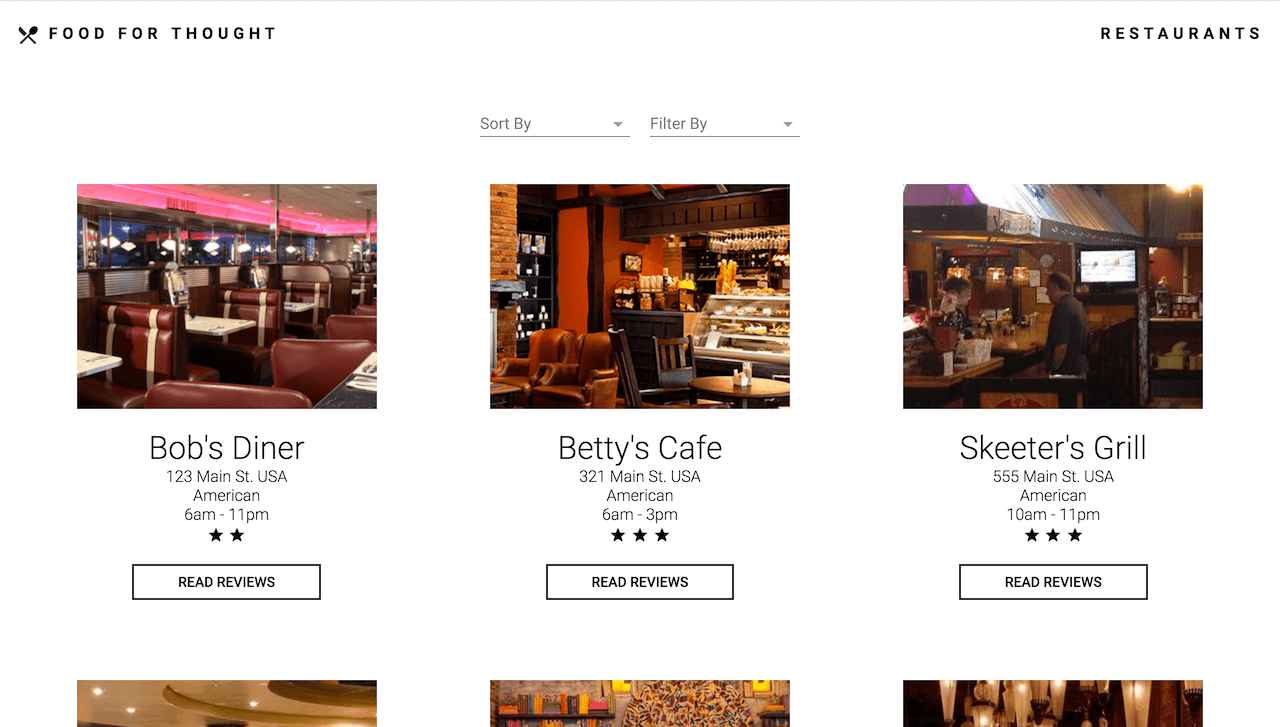 FOOD FOR THOUGHT
RESTAURANTS
Sort By
Filter By
Bob's Diner
123 Main St. USA
American
6am - 11pm
READ REVIEWS
Betty's Cafe
321 Main St. USA
American
6am - 3pm
READ REVIEWS
Skeeter's Grill
555 Main St. USA
American
10am - 11pm
READ REVIEWS